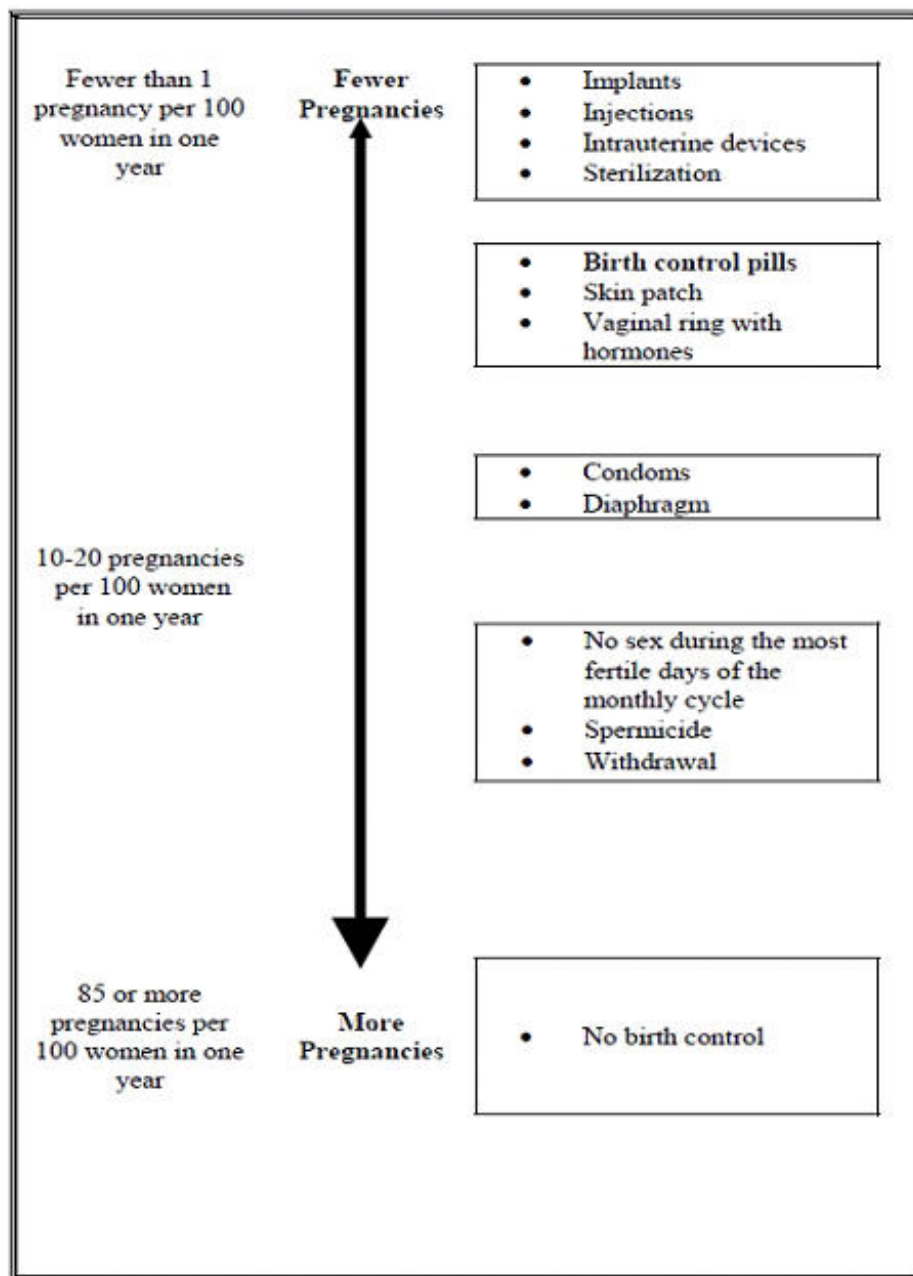 Fewer than 1
pregnancy per 100
women in one
year
Fewer
Pregnancies
• Implants
• Injections
• Intrauterine devices
• Sterilization
• Birth control pills
• Skin patch
• Vaginal ring with
hormones
• Condoms
• Diaphragm
10-20 pregnancies
per 100 women
in one year
• No sex during the most
fertile days of the
monthly cycle
• Spermicide
• Withdrawal
85 or more
pregnancies per
100 women in one
year
More
Pregnancies
• No birth control